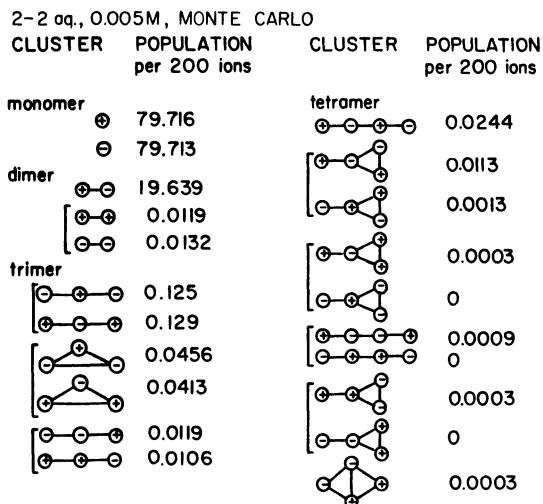 2-2 aq., 0.005M, MONTE CARLO
CLUSTER POPULATION
per 200 ions
monomer
⊕ 79.716
⊖ 79.713
dimer
⊕-⊖ 19.639
⊕-⊕ 0.0119
⊖-⊖ 0.0132
trimer
⊖-⊕-⊖ 0.125
⊕-⊖-⊕ 0.129
0.0456
0.0413
⊖-⊖-⊕ 0.0119
⊕-⊕-⊖ 0.0106
CLUSTER POPULATION
per 200 ions
tetramer
⊕-⊖-⊕-⊖ 0.0244
0.0113
0.0013
0.0003
0
⊕-⊖-⊖-⊕ 0.0009
⊖-⊕-⊕-⊖ 0
0.0003
0
0.0003